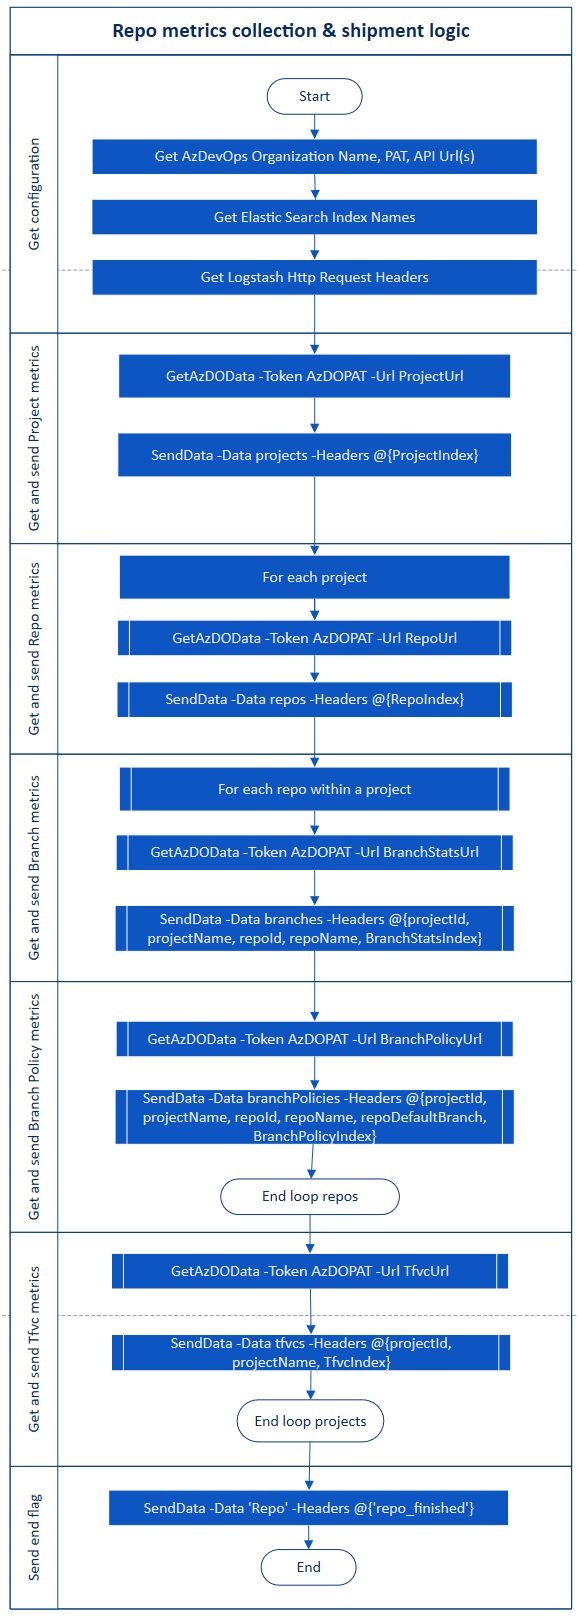 Repo metrics collection & shipment logic
Get configuration
Start
Get AzDevOps Organization Name, PAT, API Url(s)
Get Elastic Search Index Names
Get Logstash Http Request Headers
Get and send Project metrics
GetAzDOData -Token AzDOPAT -Url ProjectUrl
SendData -Data projects -Headers @{ProjectIndex}
Get and send Repo metrics
For each project
GetAzDOData -Token AzDOPAT -Url RepoUrl
SendData -Data repos -Headers @{RepoIndex}
Get and send Branch metrics
For each repo within a project
GetAzDOData -Token AzDOPAT -Url BranchStatsUrl
SendData -Data branches -Headers @{projectId,
projectName, repoId, repoName, BranchStatsIndex}
Get and send Branch Policy metrics
GetAzDOData -Token AzDOPAT -Url BranchPolicyUrl
SendData -Data branchPolicies -Headers @{projectId,
projectName, repoId, repoName, repoDefaultBranch,
BranchPolicyIndex}
End loop repos
Get and send Tfvc metrics
GetAzDOData -Token AzDOPAT -Url TfvcUrl
SendData -Data tfvcs -Headers @{projectId,
projectName, TfvcIndex}
End loop projects
Send end flag
SendData -Data 'Repo' -Headers @{'repo_finished'}
End